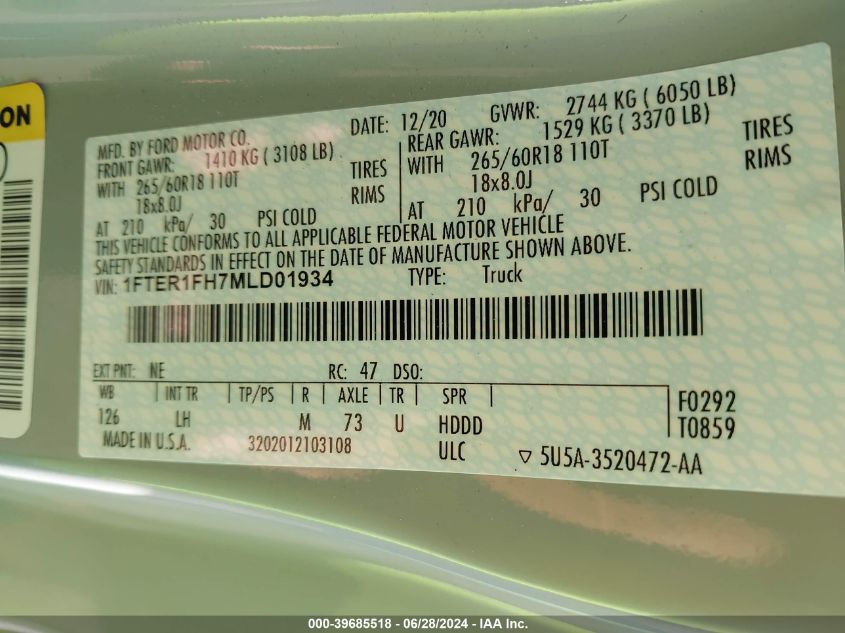 ON
MFD. BY FORD MOTOR CO.
DATE: 12/20 GVWR: 2744 KG ( 6050 LB)
FRONT GAWR: 1410 KG ( 3108 LB)
WITH 265/60R18 110T TIRES
18x8.0J RIMS
AT 210 kPa/ 30 PSI COLD
REAR GAWR: 1529 KG ( 3370 LB)
WITH 265/60R18 110T TIRES
18x8.0J RIMS
AT 210 kPa/ 30 PSI COLD
THIS VEHICLE CONFORMS TO ALL APPLICABLE FEDERAL MOTOR VEHICLE
SAFETY STANDARDS IN EFFECT ON THE DATE OF MANUFACTURE SHOWN ABOVE.
VIN: 1FTER1FH7MLD01934 TYPE: Truck
EXT PNT: NE RC: 47 DSO:
WB INT TR TP/PS R AXLE TR SPR
126 LH M 73 U HDDD
F0292
T0859
MADE IN U.S.A. 3202012103108 ULC ▽ 5U5A-3520472-AA
000-39685518 - 06/28/2024 - IAA Inc.